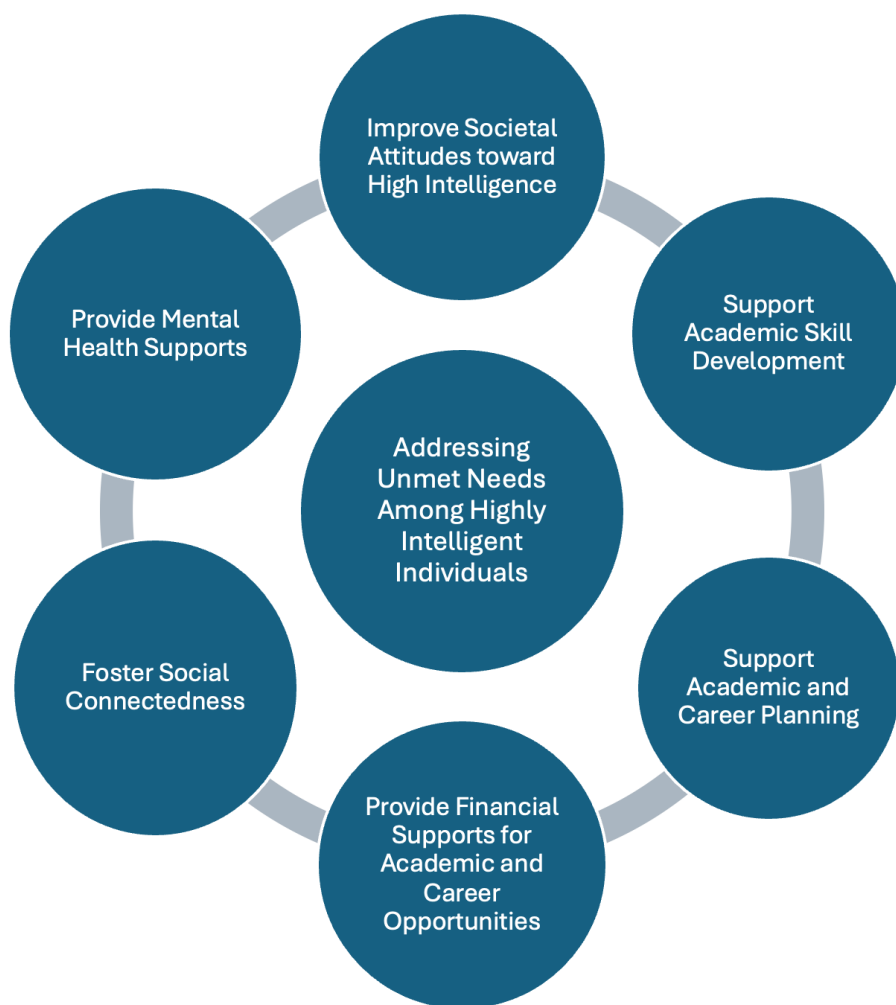 Improve Societal
Attitudes toward
High Intelligence
Support
Academic Skill
Development
Support
Academic and
Career Planning
Provide Financial
Supports for
Academic and
Career
Opportunities
Foster Social
Connectedness
Provide Mental
Health Supports
Addressing
Unmet Needs
Among Highly
Intelligent
Individuals